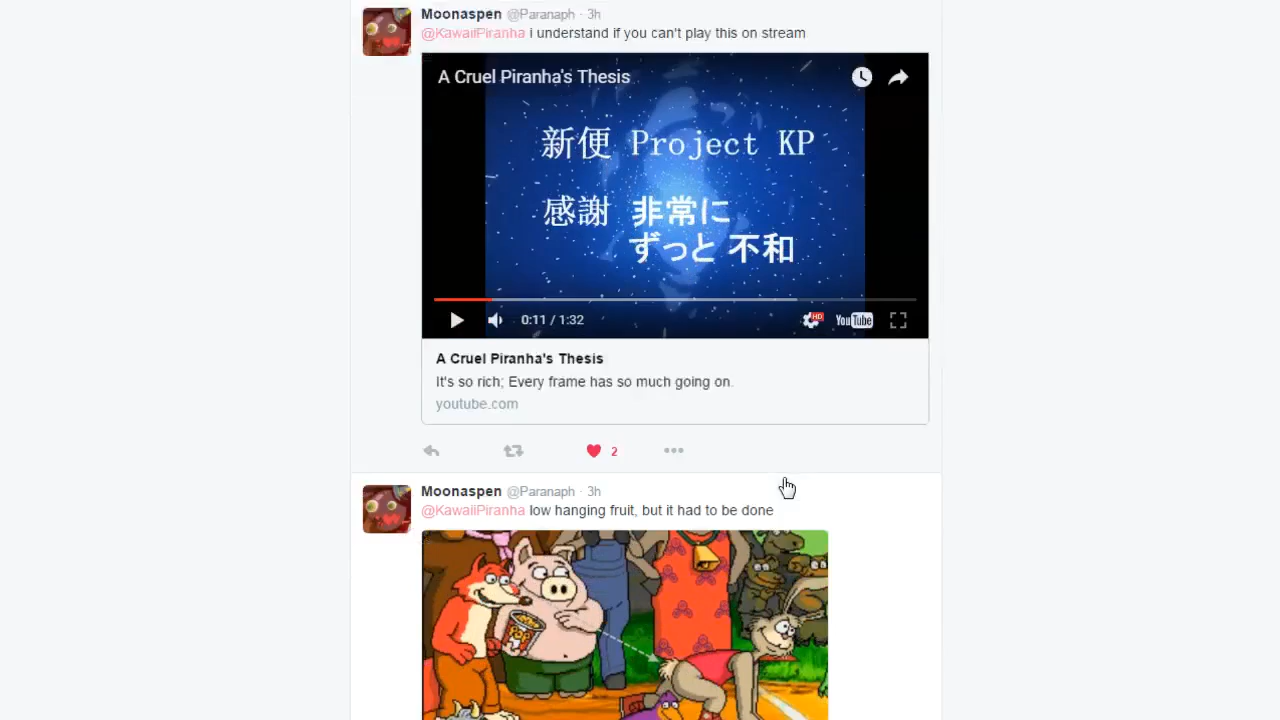 Moonaspen @Paranaph · 3h
@KawaiiPiranha i understand if you can't play this on stream
A Cruel Piranha's Thesis
新便 Project KP
感謝 非常に
ずっと 不和
0:11 / 1:32
HD
YouTube
A Cruel Piranha's Thesis
It's so rich; Every frame has so much going on.
youtube.com
2
Moonaspen @Paranaph · 3h
@KawaiiPiranha low hanging fruit, but it had to be done